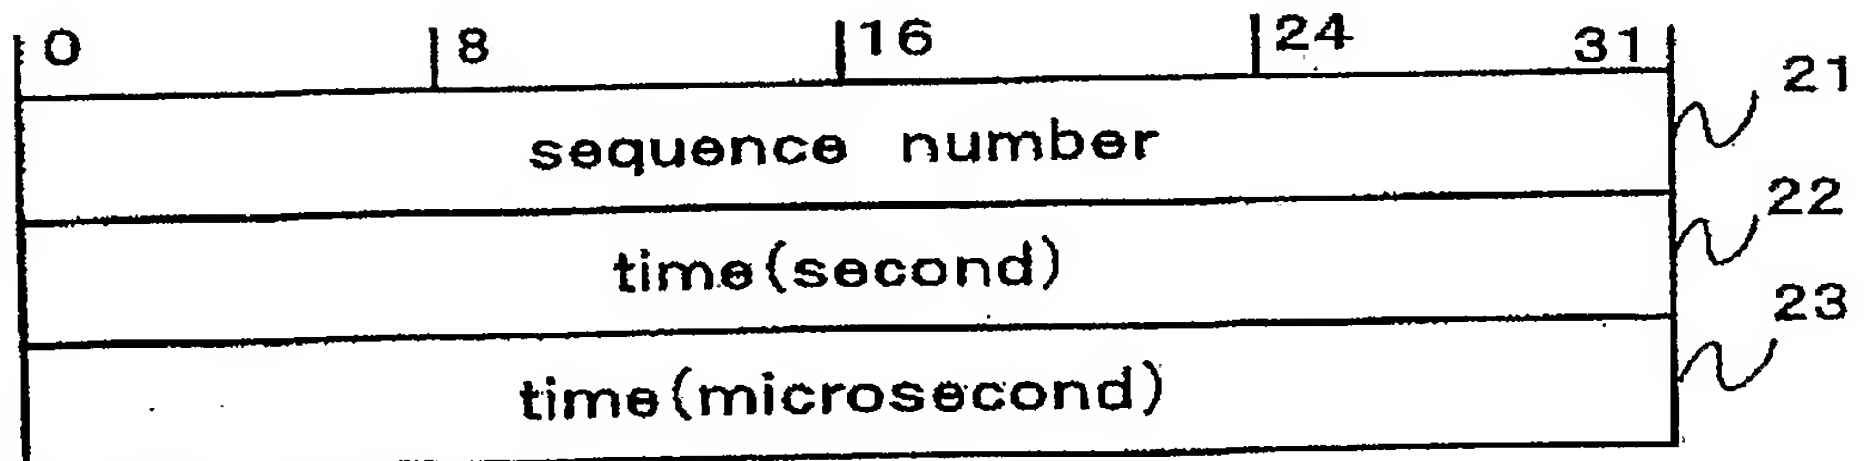 0 8 16 24 31
21
sequence number
22
time(second)
23
time(microsecond)